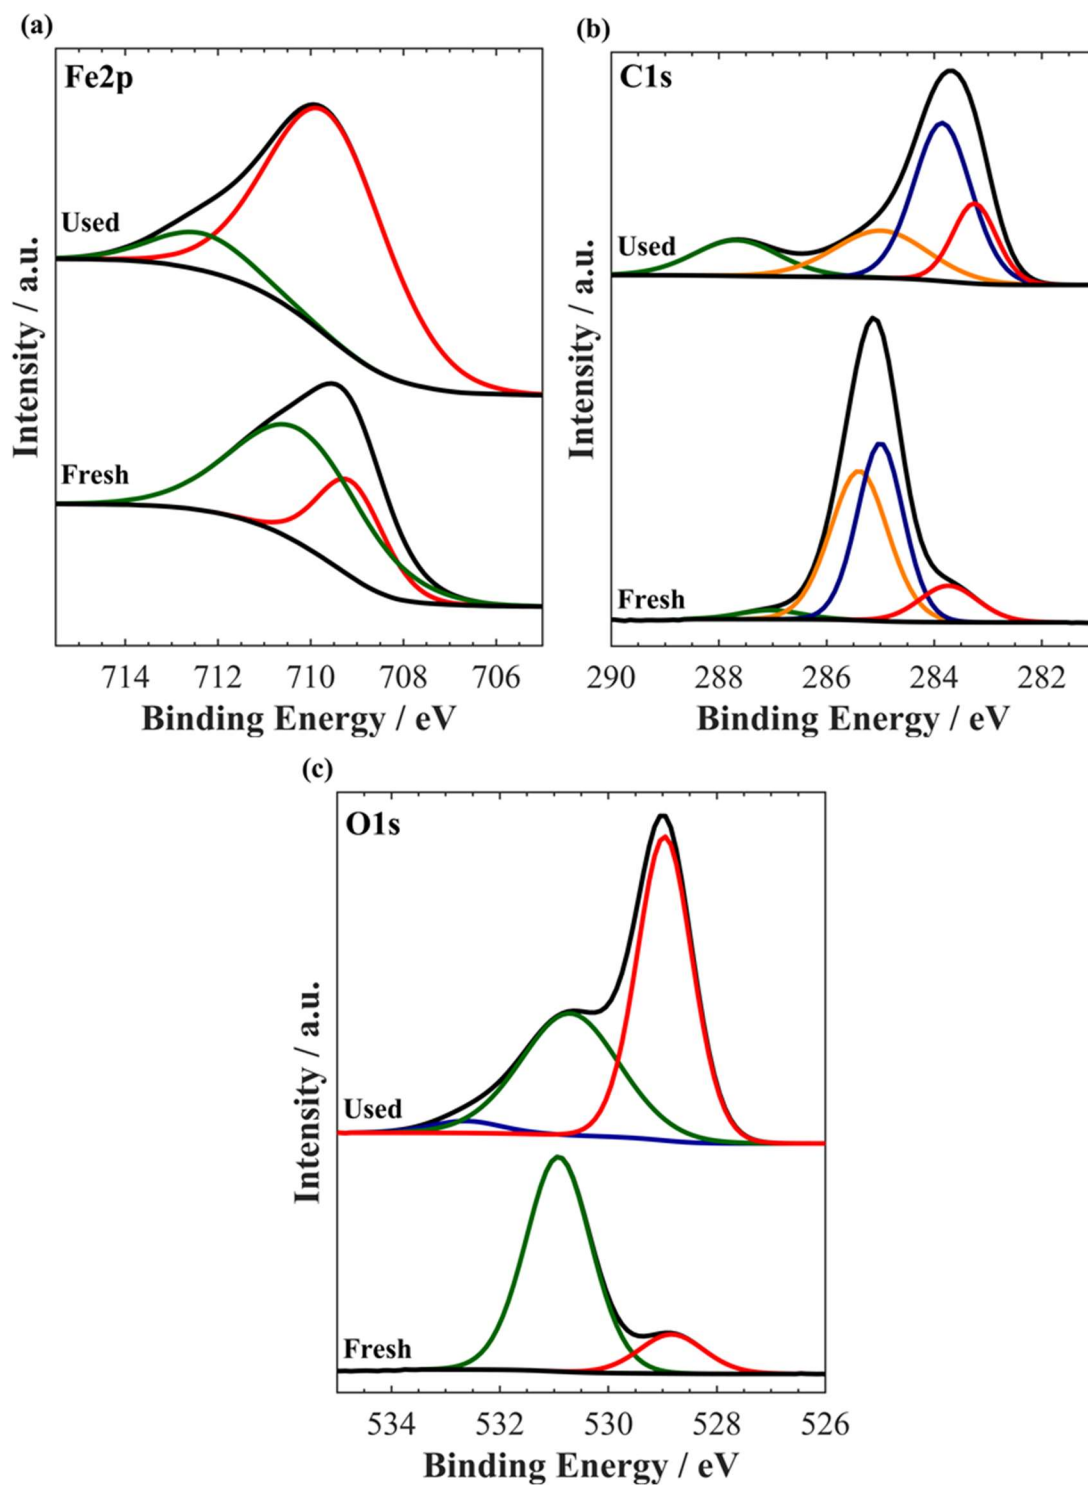 (a)
Fe2p
Used
Fresh
Intensity / a.u.
714 712 710 708 706
Binding Energy / eV
(b)
C1s
Used
Fresh
Intensity / a.u.
290 288 286 284 282
Binding Energy / eV
(c)
O1s
Used
Fresh
Intensity / a.u.
534 532 530 528 526
Binding Energy / eV